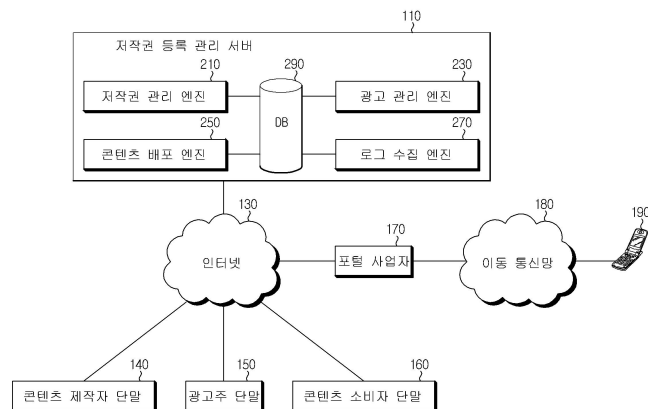 110
저작권 등록 관리 서버
210
290
230
저작권 관리 엔진
광고 관리 엔진
DB
250
270
콘텐츠 배포 엔진
로그 수집 엔진
130
180
190
170
인터넷
포털 사업자
이동 통신망
140
150
160
콘텐츠 제작자 단말
광고주 단말
콘텐츠 소비자 단말